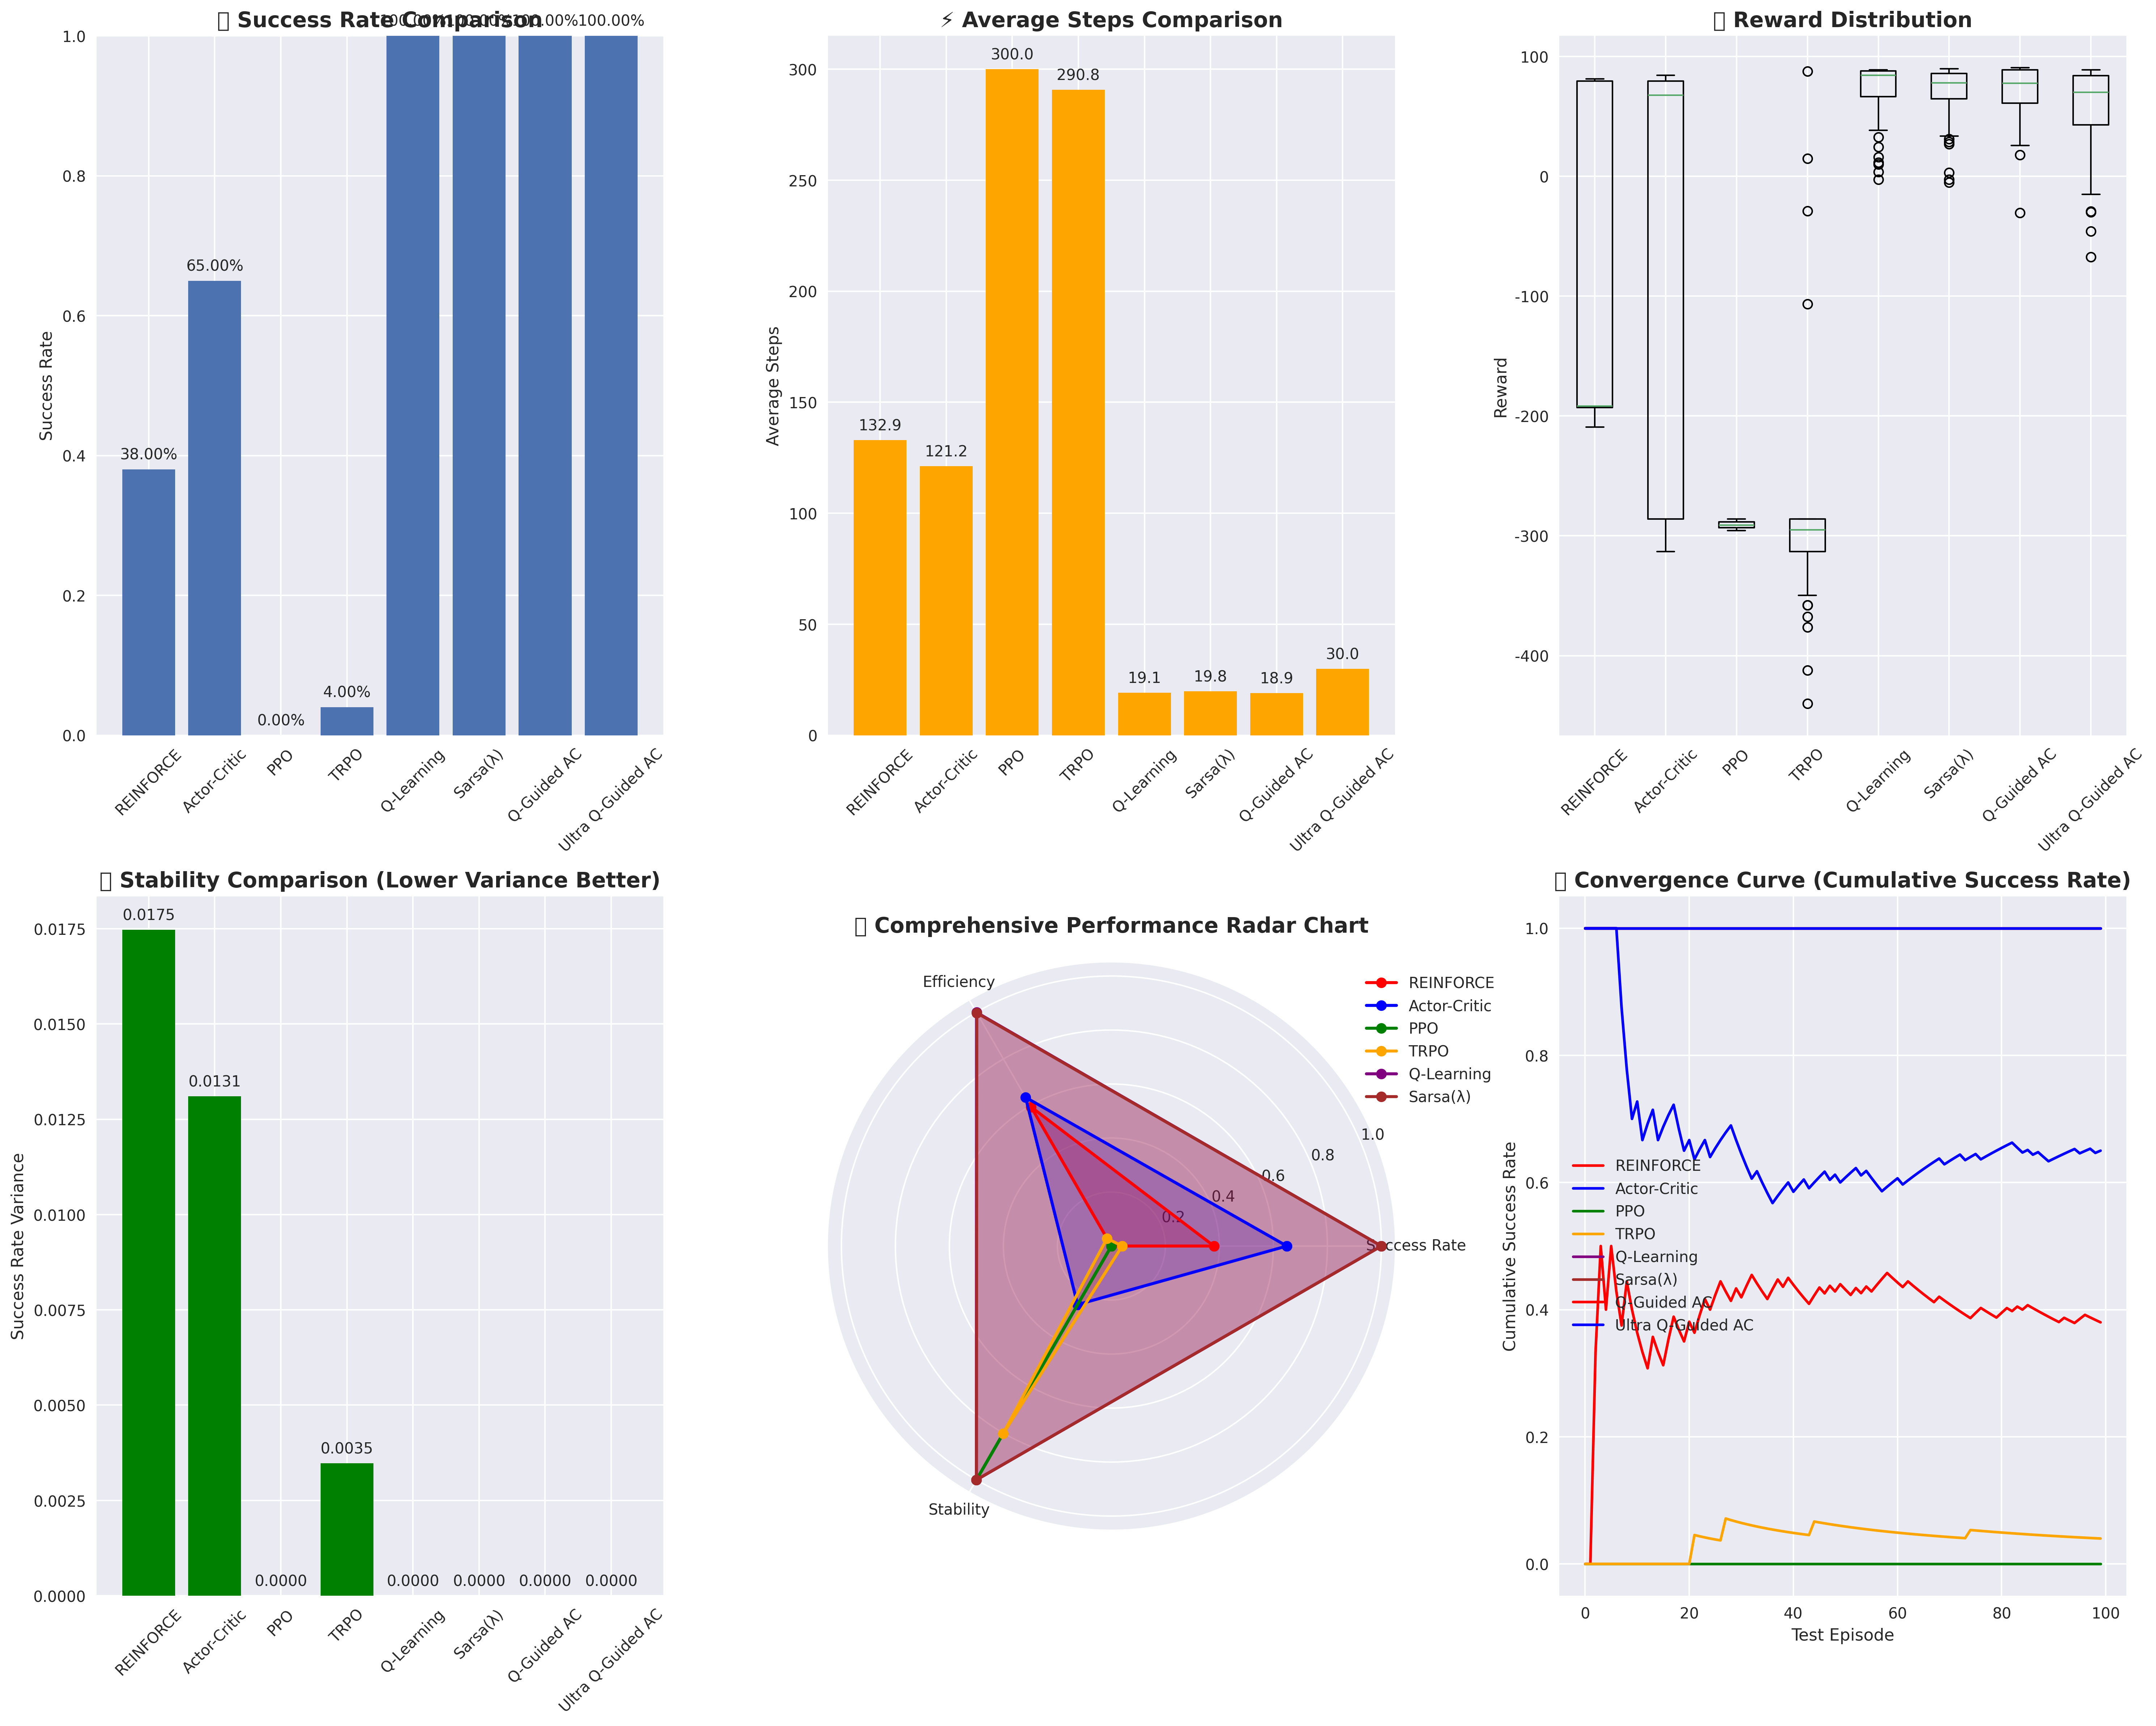 Success Rate Comparison
100.00%
100.00%
100.00%
100.00%
1.0
0.8
0.6
0.4
0.2
0.0
Success Rate
38.00%
65.00%
0.00%
4.00%
REINFORCE
Actor-Critic
PPO
TRPO
Q-Learning
Sarsa(λ)
Q-Guided AC
Ultra Q-Guided AC
⚡ Average Steps Comparison
300
250
200
150
100
50
0
Average Steps
132.9
121.2
300.0
290.8
19.1
19.8
18.9
30.0
REINFORCE
Actor-Critic
PPO
TRPO
Q-Learning
Sarsa(λ)
Q-Guided AC
Ultra Q-Guided AC
Reward Distribution
100
0
-100
-200
-300
-400
Reward
REINFORCE
Actor-Critic
PPO
TRPO
Q-Learning
Sarsa(λ)
Q-Guided AC
Ultra Q-Guided AC
Stability Comparison (Lower Variance Better)
0.0175
0.0150
0.0125
0.0100
0.0075
0.0050
0.0025
0.0000
Success Rate Variance
0.0175
0.0131
0.0000
0.0035
0.0000
0.0000
0.0000
0.0000
REINFORCE
Actor-Critic
PPO
TRPO
Q-Learning
Sarsa(λ)
Q-Guided AC
Ultra Q-Guided AC
Comprehensive Performance Radar Chart
Efficiency
Success Rate
Stability
0.2
0.4
0.6
0.8
1.0
REINFORCE
Actor-Critic
PPO
TRPO
Q-Learning
Sarsa(λ)
Convergence Curve (Cumulative Success Rate)
1.0
0.8
0.6
0.4
0.2
0.0
Cumulative Success Rate
REINFORCE
Actor-Critic
PPO
TRPO
Q-Learning
Sarsa(λ)
Q-Guided AC
Ultra Q-Guided AC
0
20
40
60
80
100
Test Episode